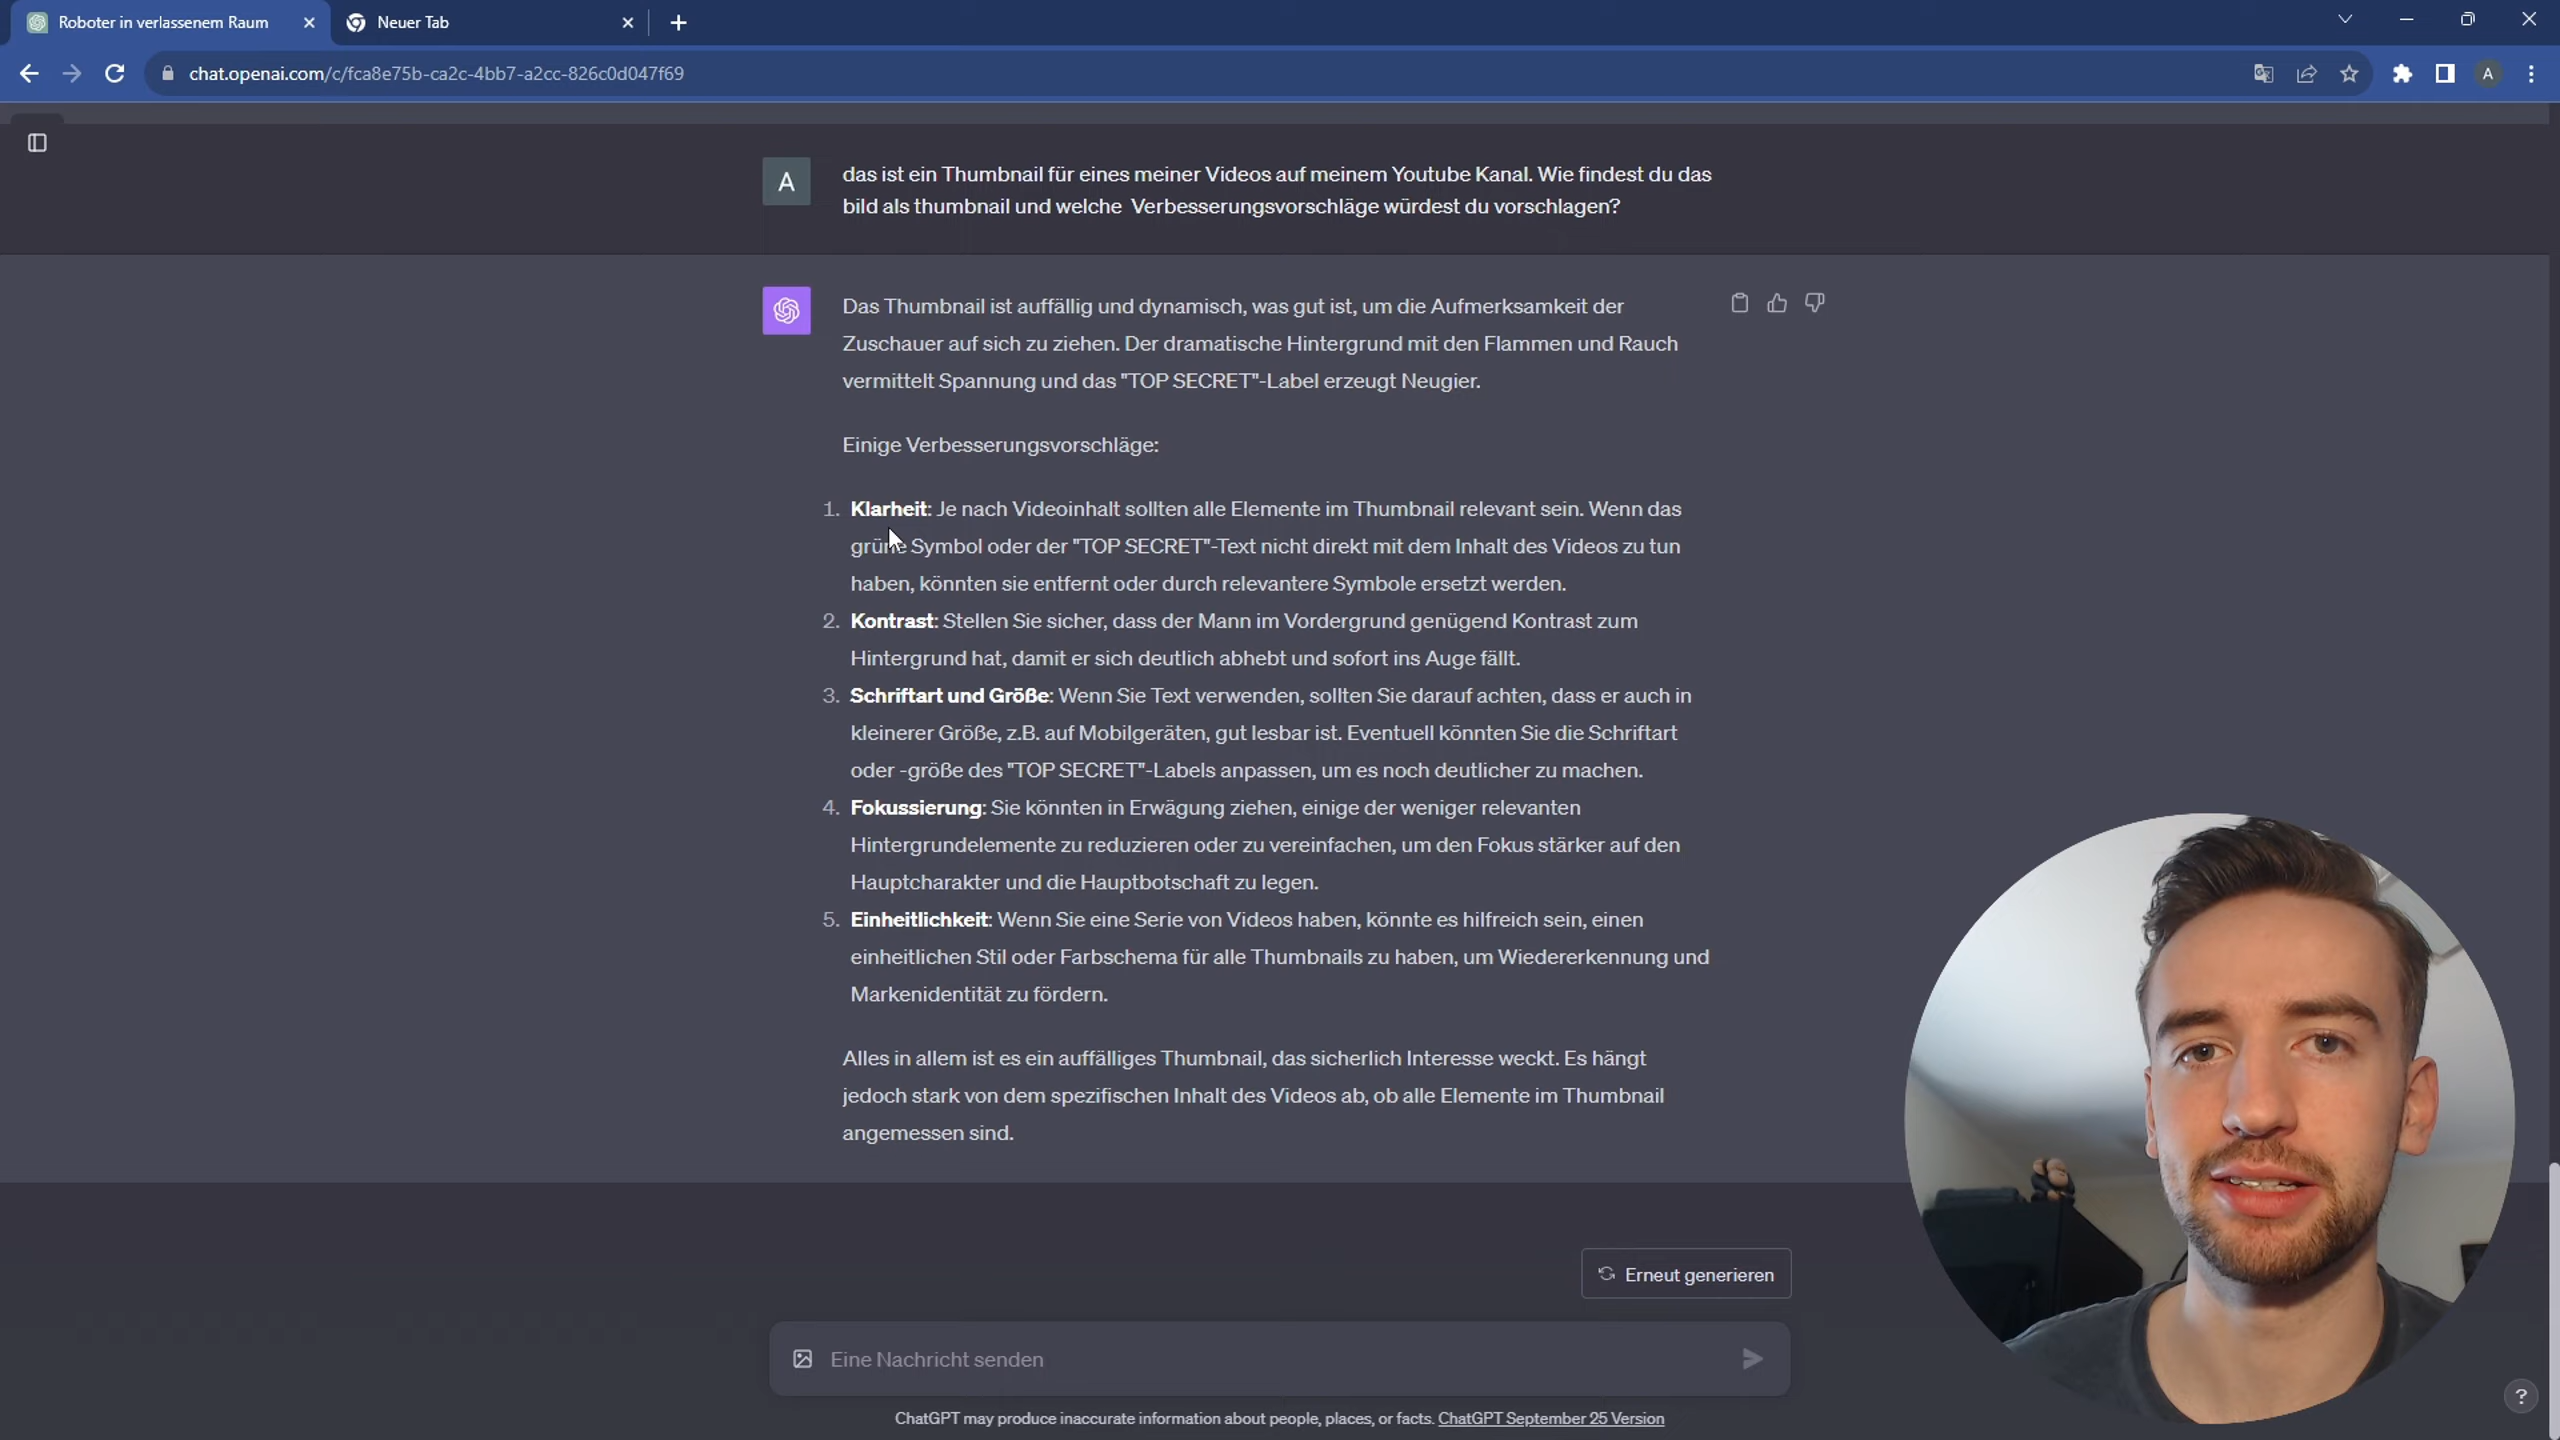 Roboter in verlassenem Raum
Neuer Tab
chat.openai.com/c/fca8e75b-ca2c-4bb7-a2cc-826c0d047f69
A
A
das ist ein Thumbnail für eines meiner Videos auf meinem Youtube Kanal. Wie findest du das
bild als thumbnail und welche Verbesserungsvorschläge würdest du vorschlagen?
Das Thumbnail ist auffällig und dynamisch, was gut ist, um die Aufmerksamkeit der
Zuschauer auf sich zu ziehen. Der dramatische Hintergrund mit den Flammen und Rauch
vermittelt Spannung und das "TOP SECRET"-Label erzeugt Neugier.
Einige Verbesserungsvorschläge:
1. Klarheit: Je nach Videoinhalt sollten alle Elemente im Thumbnail relevant sein. Wenn das
grüne Symbol oder der "TOP SECRET"-Text nicht direkt mit dem Inhalt des Videos zu tun
haben, könnten sie entfernt oder durch relevantere Symbole ersetzt werden.
2. Kontrast: Stellen Sie sicher, dass der Mann im Vordergrund genügend Kontrast zum
Hintergrund hat, damit er sich deutlich abhebt und sofort ins Auge fällt.
3. Schriftart und Größe: Wenn Sie Text verwenden, sollten Sie darauf achten, dass er auch in
kleinerer Größe, z.B. auf Mobilgeräten, gut lesbar ist. Eventuell könnten Sie die Schriftart
oder -größe des "TOP SECRET"-Labels anpassen, um es noch deutlicher zu machen.
4. Fokussierung: Sie könnten in Erwägung ziehen, einige der weniger relevanten
Hintergrundelemente zu reduzieren oder zu vereinfachen, um den Fokus stärker auf den
Hauptcharakter und die Hauptbotschaft zu legen.
5. Einheitlichkeit: Wenn Sie eine Serie von Videos haben, könnte es hilfreich sein, einen
einheitlichen Stil oder Farbschema für alle Thumbnails zu haben, um Wiedererkennung und
Markenidentität zu fördern.
Alles in allem ist es ein auffälliges Thumbnail, das sicherlich Interesse weckt. Es hängt
jedoch stark von dem spezifischen Inhalt des Videos ab, ob alle Elemente im Thumbnail
angemessen sind.
Erneut generieren
Eine Nachricht senden
ChatGPT may produce inaccurate information about people, places, or facts. ChatGPT September 25 Version
?